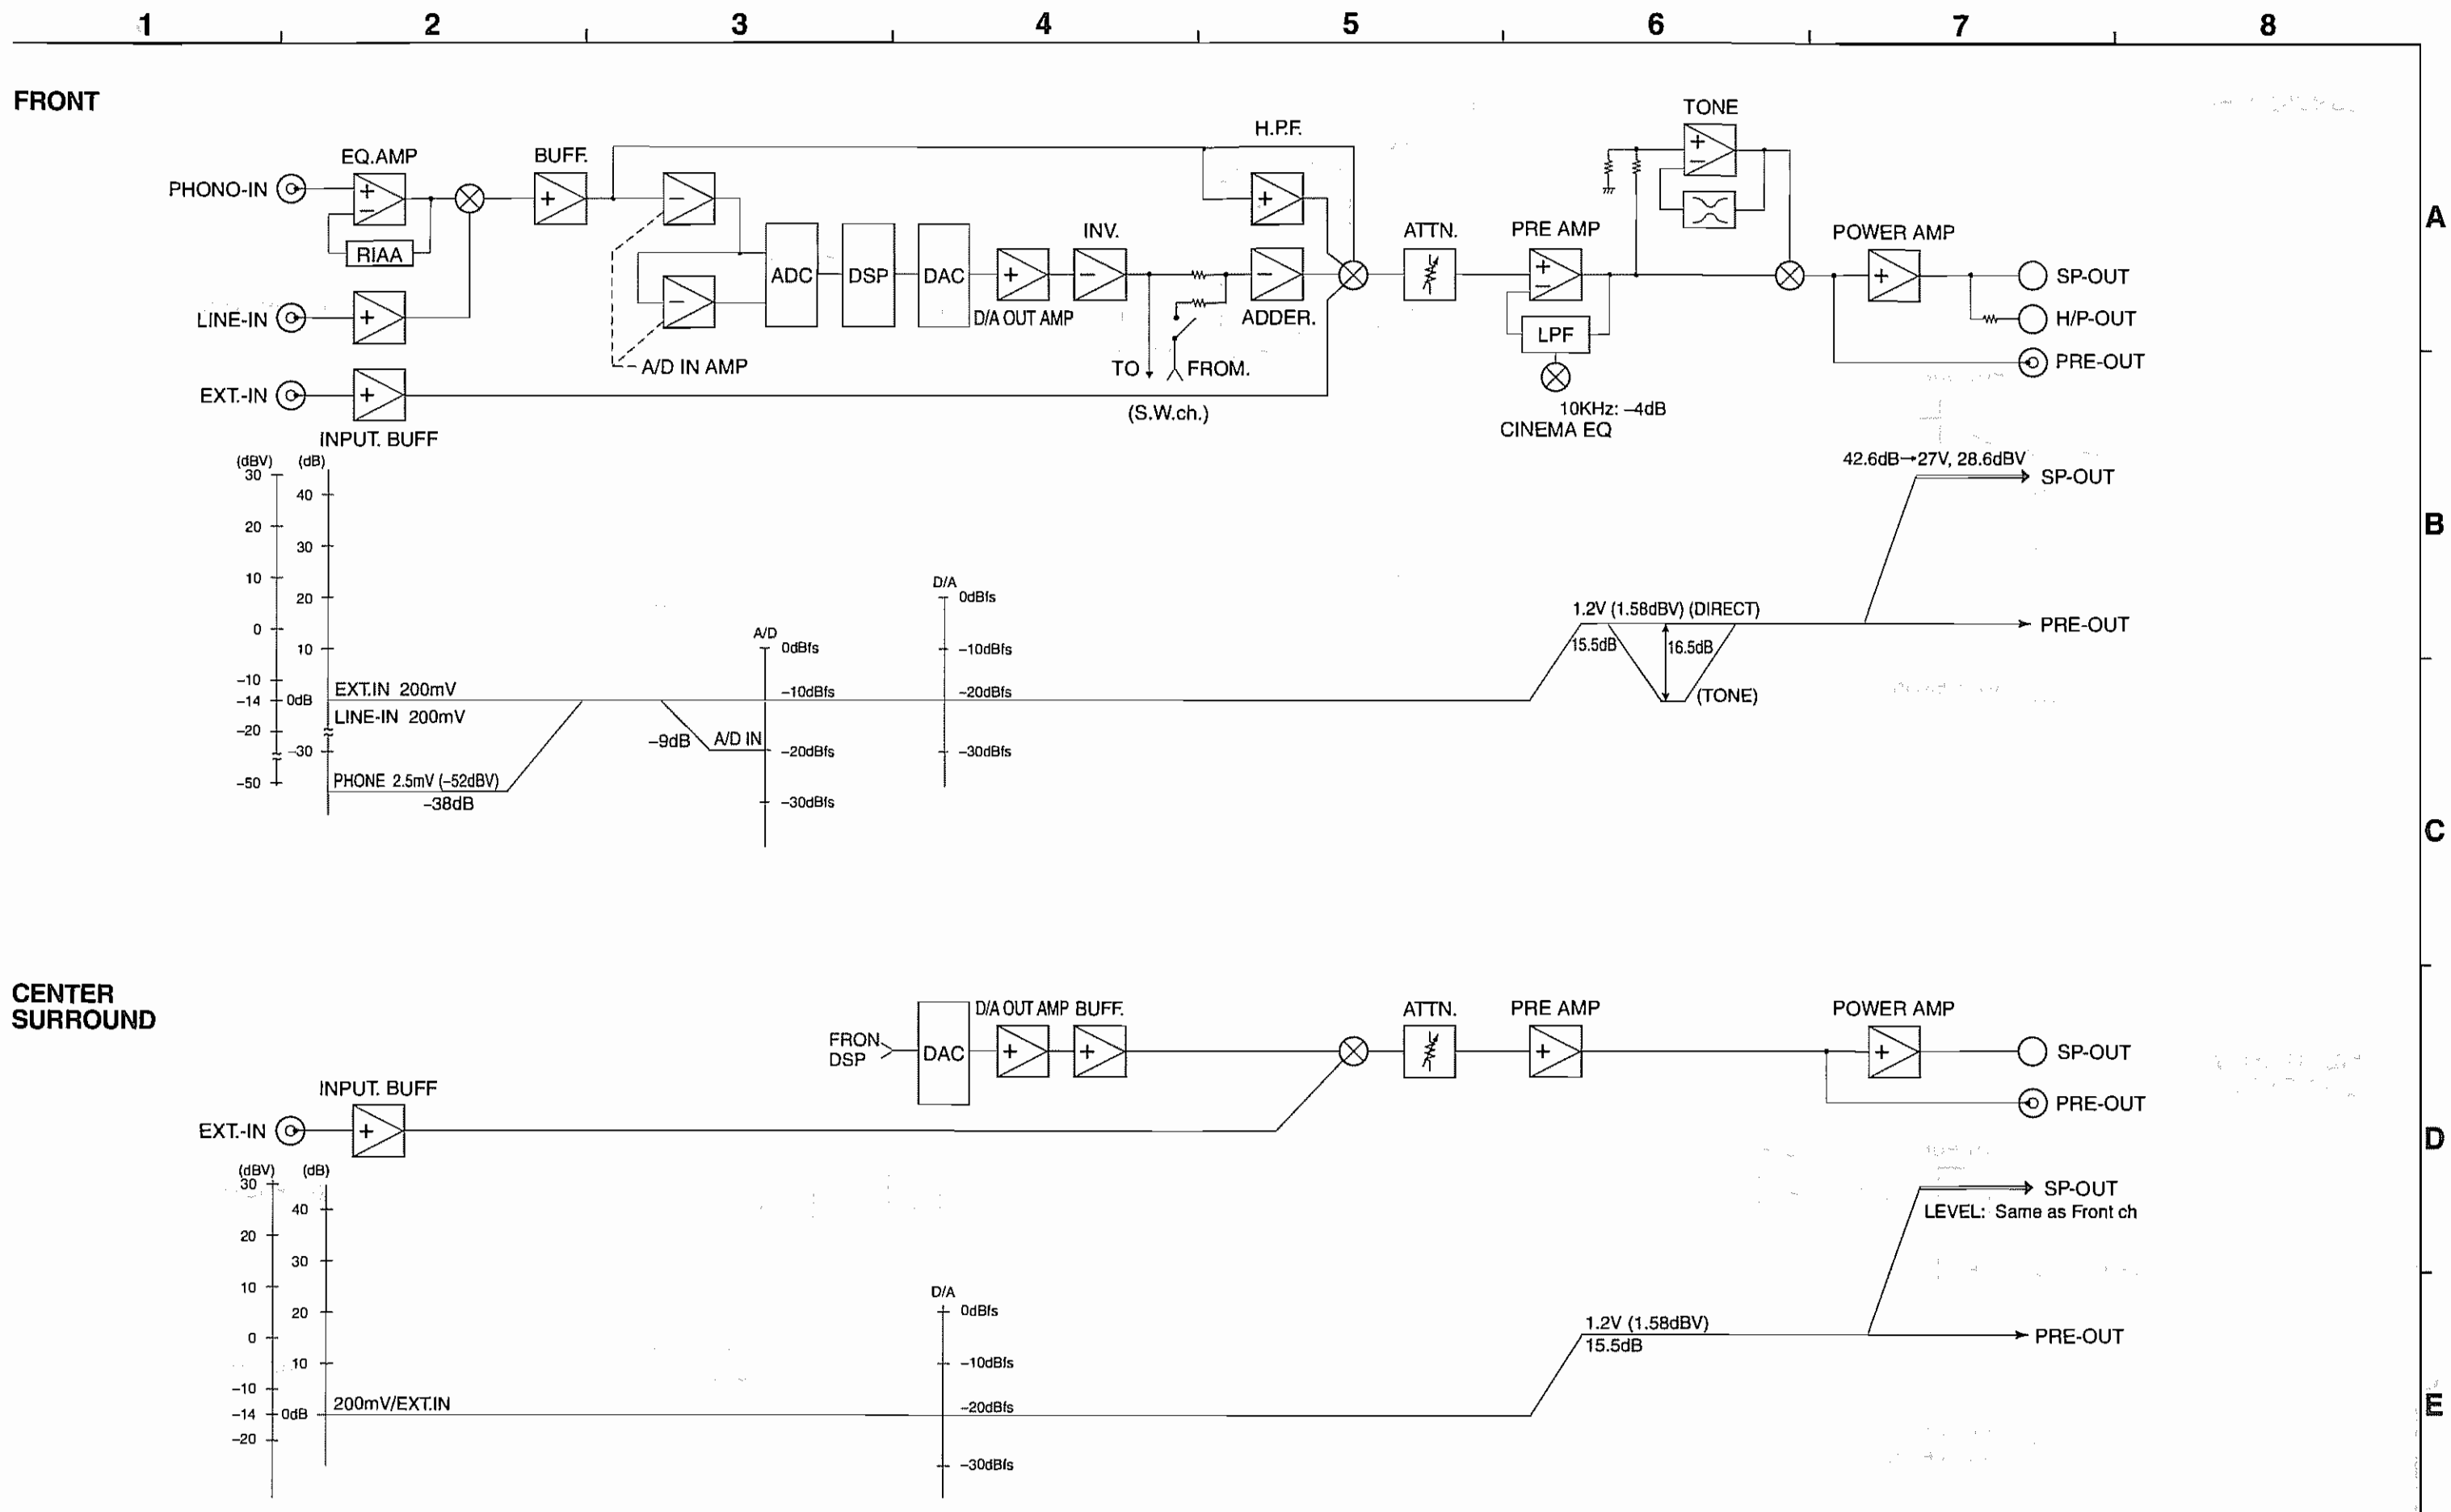 1 2 3 4 5 6 7 8
FRONT
TONE
H.P.F.
EQ.AMP
BUFF.
PHONO-IN
+
−
+
−
+
+
−
A
RIAA
INV.
ATTN.
PRE AMP
POWER AMP
ADC
DSP
DAC
+
−
−
+
−
+
SP-OUT
LINE-IN
+
−
D/A OUT AMP
ADDER.
LPF
H/P-OUT
A/D IN AMP
TO
FROM.
PRE-OUT
EXT.-IN
+
(S.W.ch.)
10KHz: –4dB
CINEMA EQ
INPUT. BUFF
(dBV)
(dB)
30
20
10
0
–10
–14
–20
–50
40
30
20
10
0dB
–30
EXT.IN 200mV
LINE-IN 200mV
PHONE 2.5mV (–52dBV)
–38dB
–9dB
A/D IN
A/D
0dBfs
–10dBfs
–20dBfs
–30dBfs
D/A
0dBfs
–10dBfs
–20dBfs
–30dBfs
42.6dB→27V, 28.6dBV
SP-OUT
B
1.2V (1.58dBV) (DIRECT)
15.5dB
16.5dB
(TONE)
PRE-OUT
C
CENTER
SURROUND
FRON
DSP
DAC
D/A OUT AMP
BUFF.
+
+
ATTN.
PRE AMP
+
POWER AMP
+
SP-OUT
PRE-OUT
INPUT. BUFF
EXT.-IN
+
D
(dBV)
(dB)
30
20
10
0
–10
–14
–20
40
30
20
10
0dB
200mV/EXT.IN
D/A
0dBfs
–10dBfs
–20dBfs
–30dBfs
SP-OUT
LEVEL: Same as Front ch
1.2V (1.58dBV)
15.5dB
PRE-OUT
E